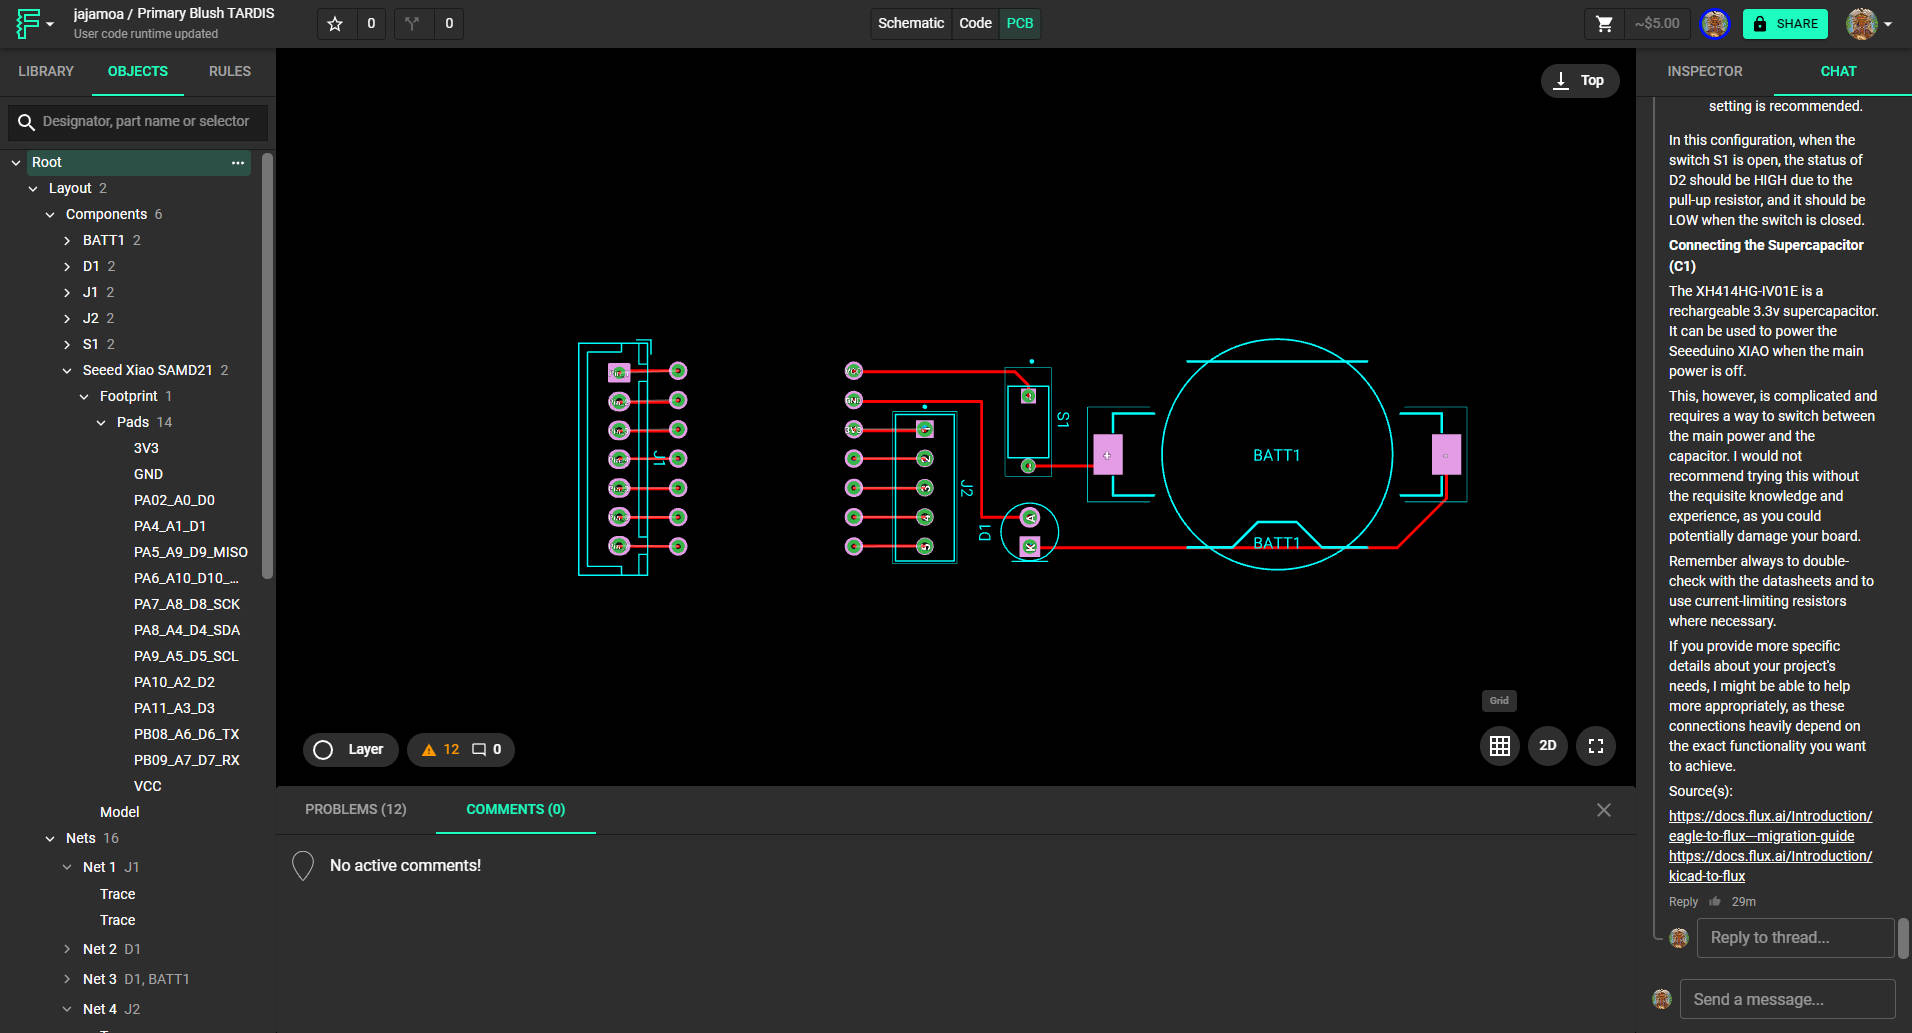 jajamoa / Primary Blush TARDIS
User code runtime updated
0
0
Schematic
Code
PCB
~$5.00
SHARE
LIBRARY
OBJECTS
RULES
Designator, part name or selector
Root
...
Layout 2
Components 6
BATT1 2
D1 2
J1 2
J2 2
S1 2
Seeed Xiao SAMD21 2
Footprint 1
Pads 14
3V3
GND
PA02_A0_D0
PA4_A1_D1
PA5_A9_D9_MISO
PA6_A10_D10_...
PA7_A8_D8_SCK
PA8_A4_D4_SDA
PA9_A5_D5_SCL
PA10_A2_D2
PA11_A3_D3
PB08_A6_D6_TX
PB09_A7_D7_RX
VCC
Model
Nets 16
Net 1 J1
Trace
Trace
Net 2 D1
Net 3 D1, BATT1
Net 4 J2
Top
J1
VCC
GND
3V3
1
2
3
4
5
J2
S1
D1
A
K
+
BATT1
-
BATT1
Grid
Layer
12
0
2D
PROBLEMS (12)
COMMENTS (0)
No active comments!
INSPECTOR
CHAT
setting is recommended.
In this configuration, when the
switch S1 is open, the status of
D2 should be HIGH due to the
pull-up resistor, and it should be
LOW when the switch is closed.
Connecting the Supercapacitor
(C1)
The XH414HG-IV01E is a
rechargeable 3.3v supercapacitor.
It can be used to power the
Seeeduino XIAO when the main
power is off.
This, however, is complicated and
requires a way to switch between
the main power and the
capacitor. I would not
recommend trying this without
the requisite knowledge and
experience, as you could
potentially damage your board.
Remember always to double-
check with the datasheets and to
use current-limiting resistors
where necessary.
If you provide more specific
details about your project's
needs, I might be able to help
more appropriately, as these
connections heavily depend on
the exact functionality you want
to achieve.
Source(s):
https://docs.flux.ai/Introduction/
eagle-to-flux—migration-guide
https://docs.flux.ai/Introduction/
kicad-to-flux
Reply
29m
Reply to thread...
Send a message...